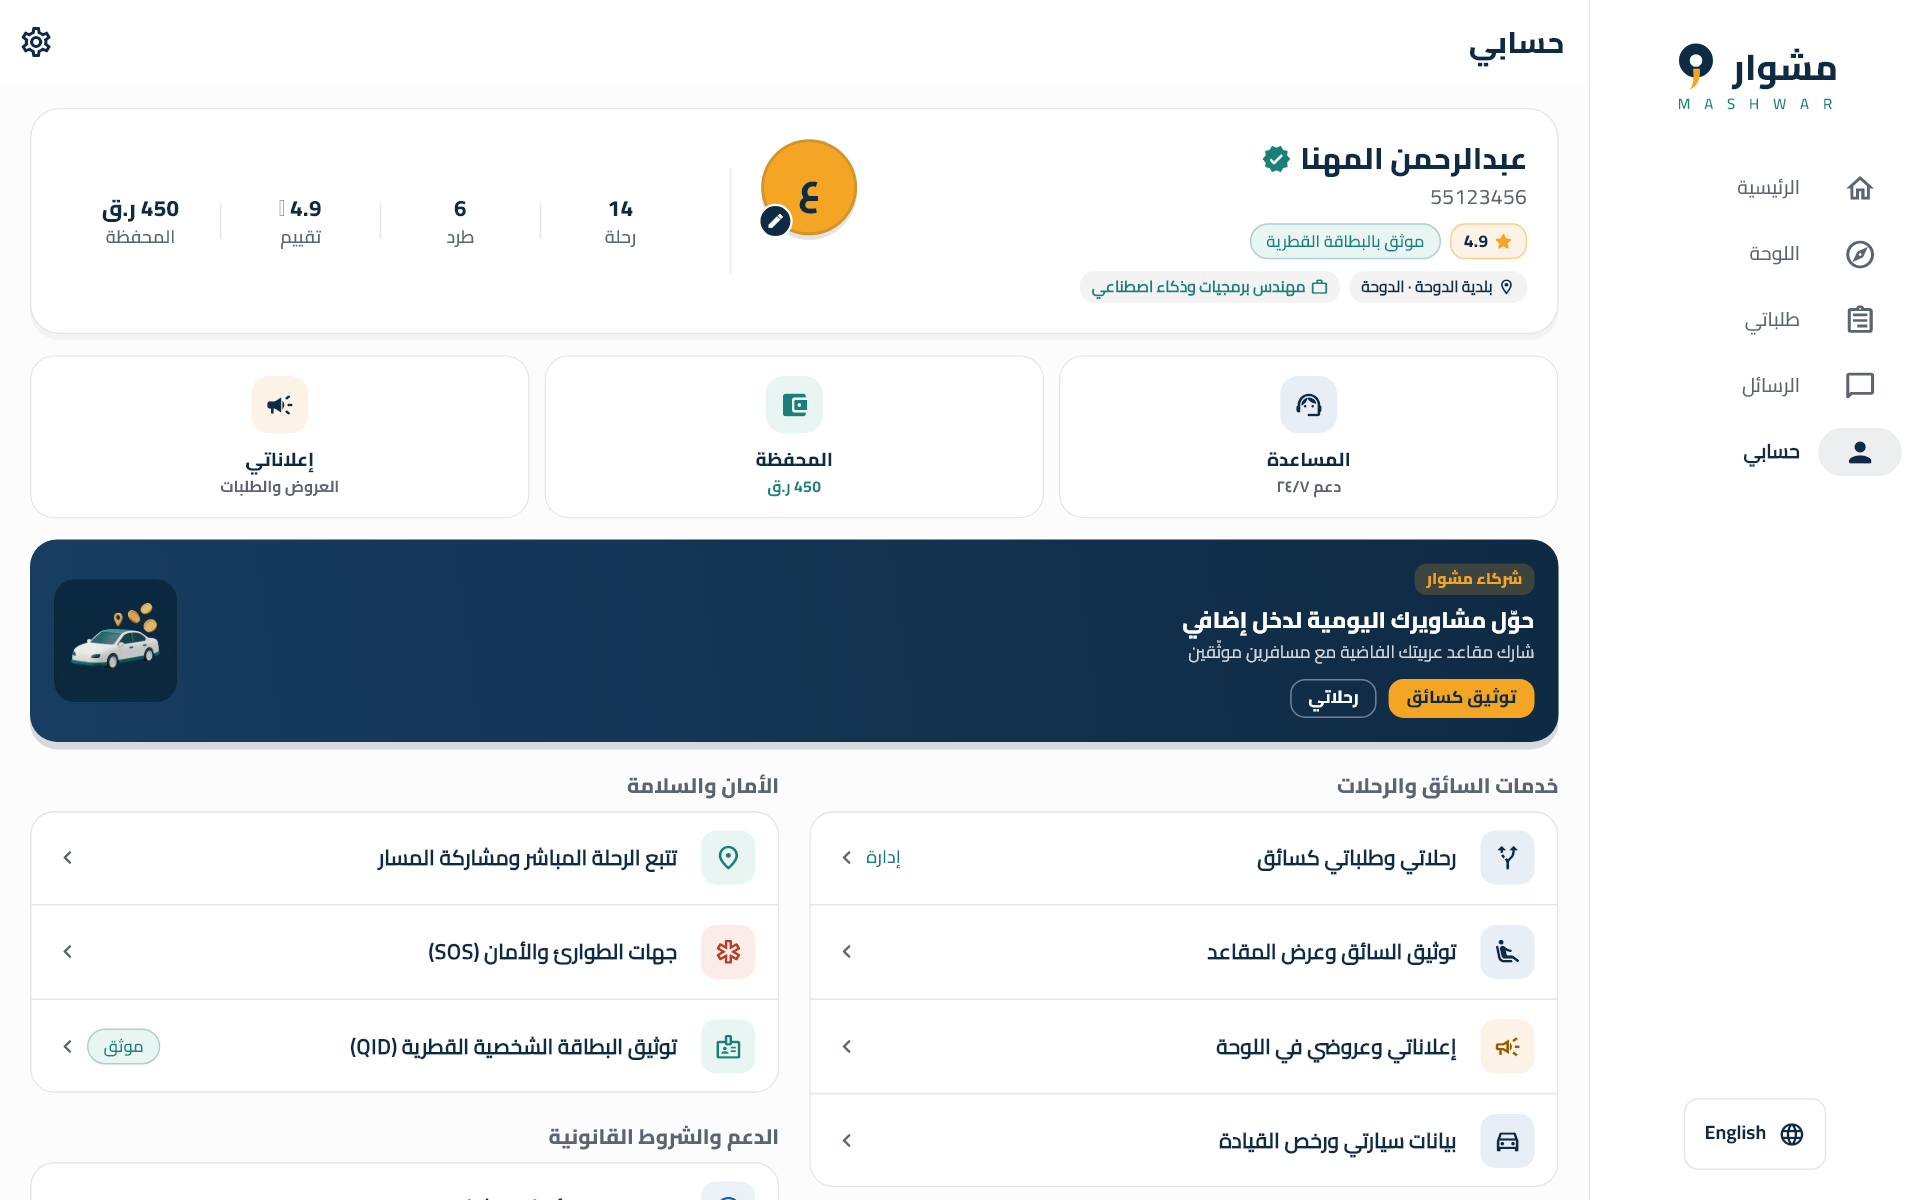 مشوار
MASHWAR
الرئيسية
اللوحة
طلباتي
الرسائل
حسابي
English
حسابي
عبدالرحمن المهنا
55123456
4.9
موثق بالبطاقة القطرية
بلدية الدوحة · الدوحة
مهندس برمجيات وذكاء اصطناعي
ع
14
رحلة
6
طرد
4.9
تقييم
450 ر.ق
المحفظة
المساعدة
دعم ٢٤/٧
المحفظة
450 ر.ق
إعلاناتي
العروض والطلبات
شركاء مشوار
حوّل مشاويرك اليومية لدخل إضافي
شارك مقاعد عربيتك الفاضية مع مسافرين موثّقين
توثيق كسائق
رحلاتي
خدمات السائق والرحلات
رحلاتي وطلباتي كسائق
إدارة
توثيق السائق وعرض المقاعد
إعلاناتي وعروضي في اللوحة
بيانات سيارتي ورخص القيادة
الأمان والسلامة
تتبع الرحلة المباشر ومشاركة المسار
جهات الطوارئ والأمان (SOS)
توثيق البطاقة الشخصية القطرية (QID)
موثق
الدعم والشروط القانونية